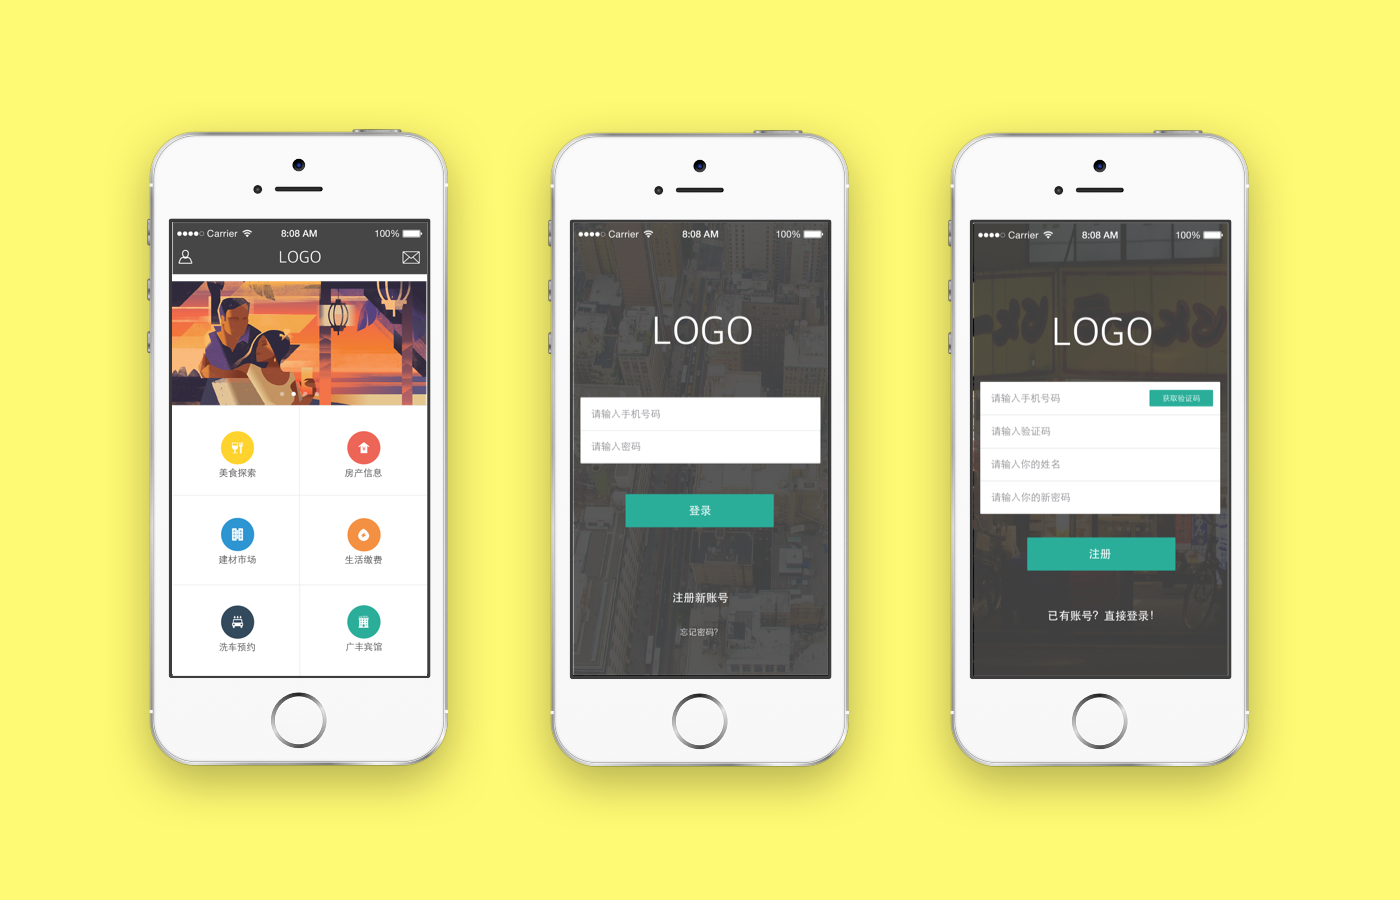 Carrier 8:08 AM 100%
LOGO
美食探索
房产信息
建材市场
生活缴费
洗车预约
广丰宾馆
Carrier 8:08 AM 100%
LOGO
请输入手机号码
请输入密码
登录
注册新账号
忘记密码?
Carrier 8:08 AM 100%
LOGO
请输入手机号码 获取验证码
请输入验证码
请输入你的姓名
请输入你的新密码
注册
已有账号? 直接登录!